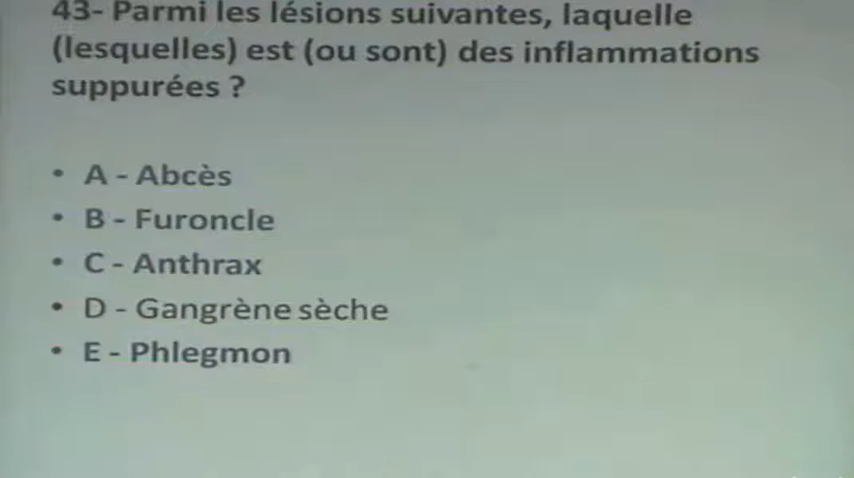 43- Parmi les lésions suivantes, laquelle
(lesquelles) est (ou sont) des inflammations
suppurées ?
• A - Abcès
• B - Furoncle
• C - Anthrax
• D - Gangrène sèche
• E - Phlegmon